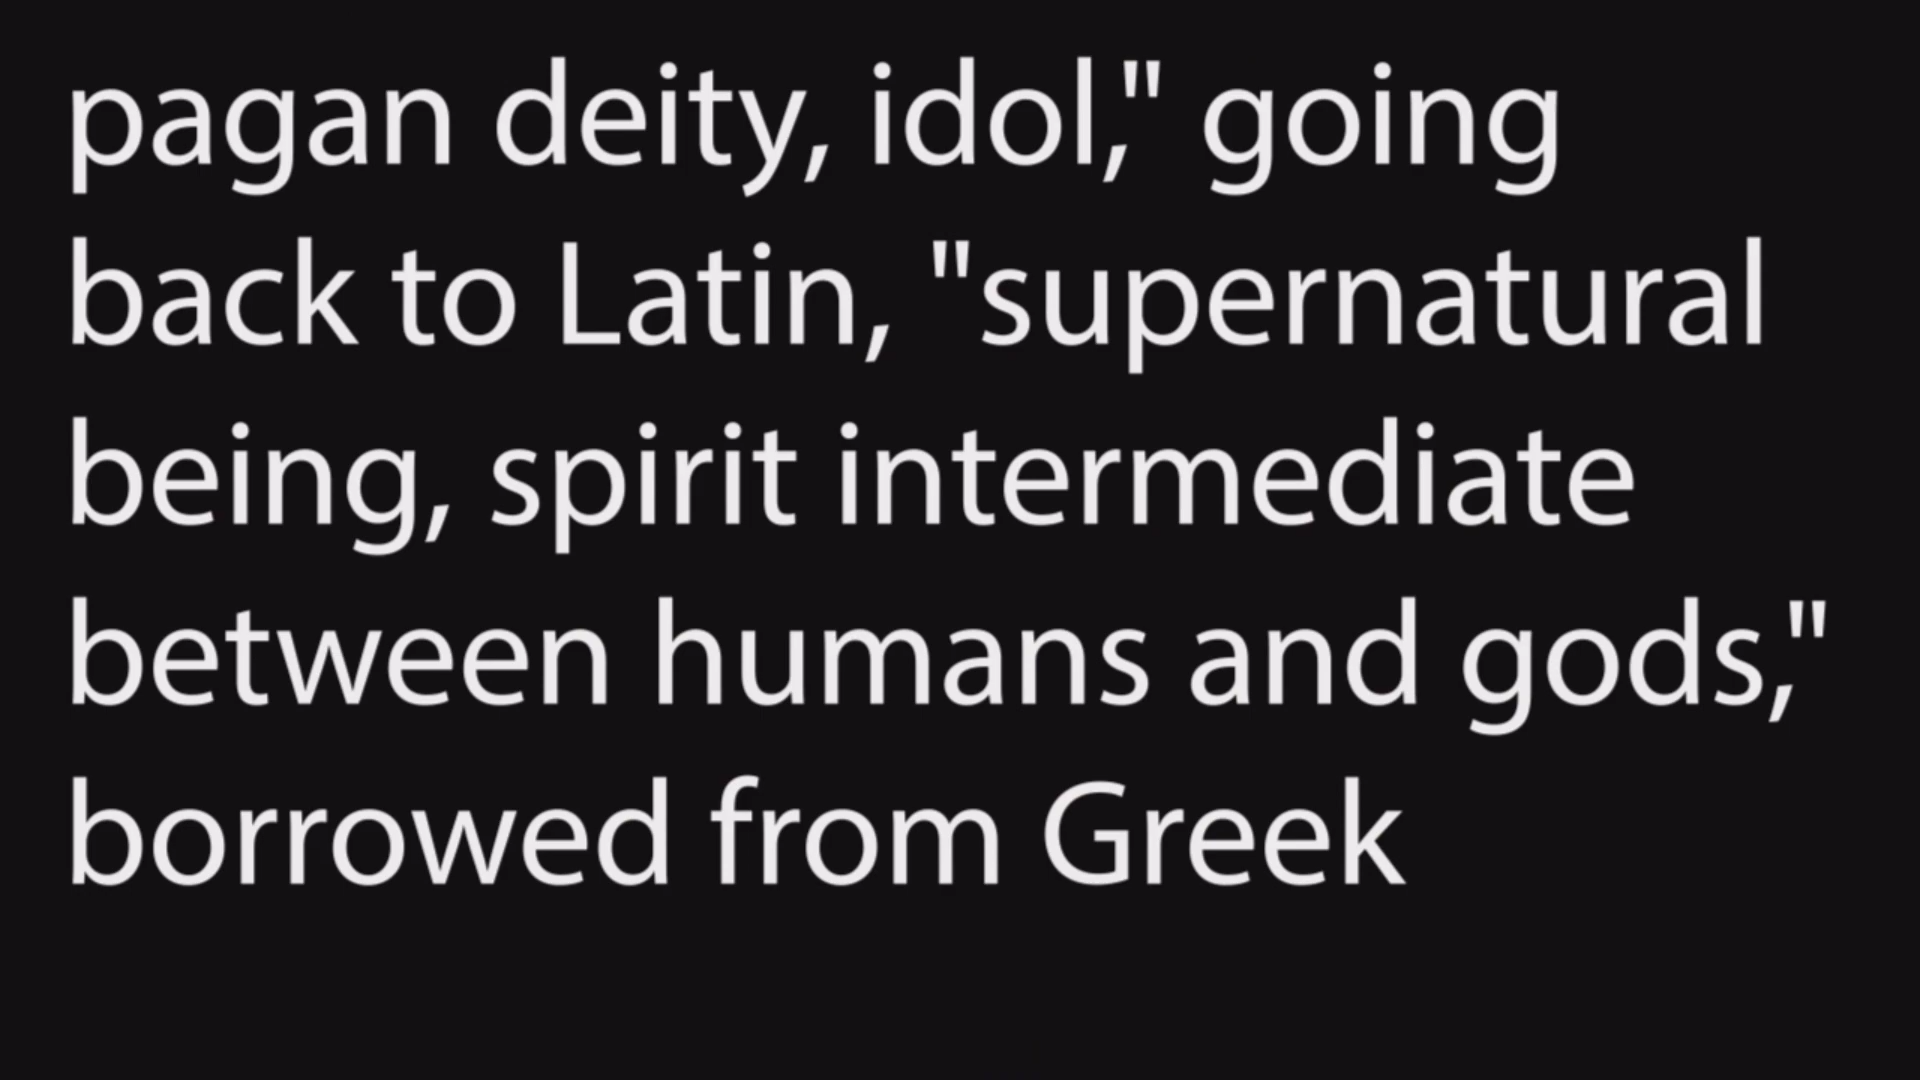 pagan deity, idol," going
back to Latin, "supernatural
being, spirit intermediate
between humans and gods,"
borrowed from Greek